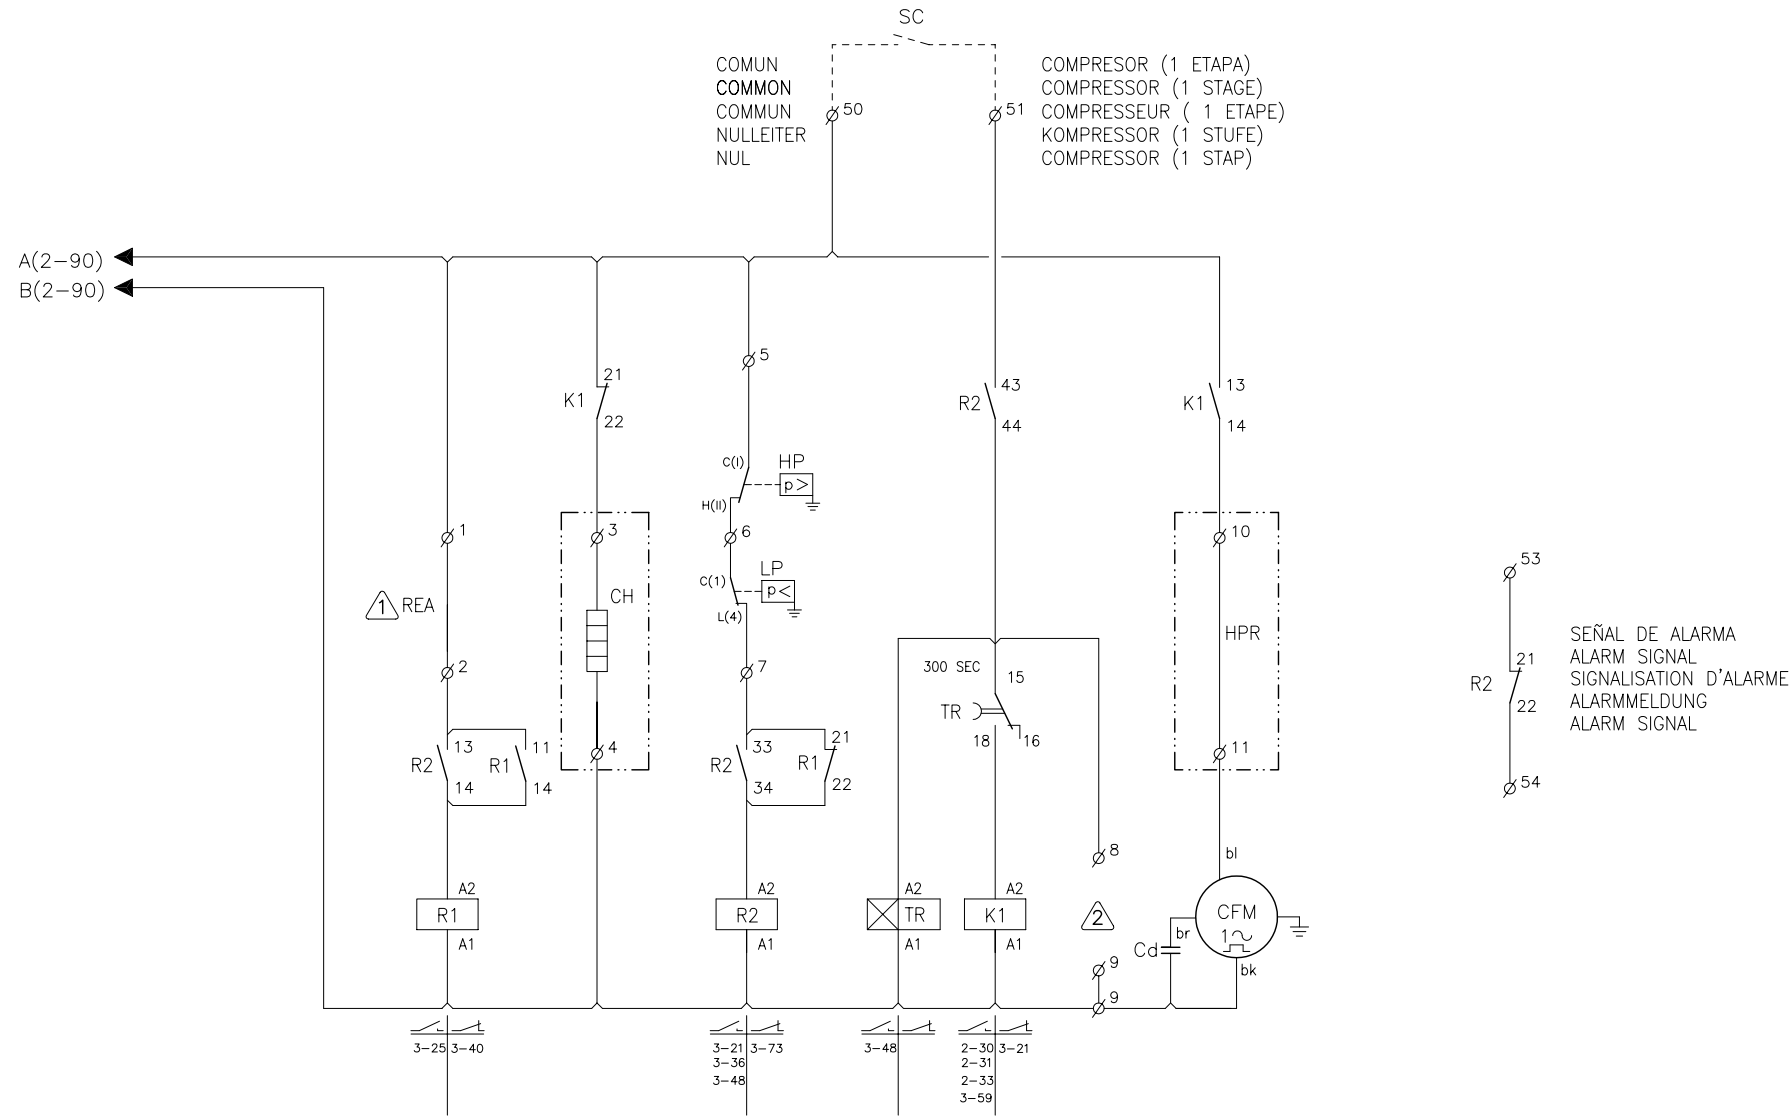 SC
COMUN
COMMON
COMMUN
NULLEITER
NUL
50
51
COMPRESOR (1 ETAPA)
COMPRESSOR (1 STAGE)
COMPRESSEUR ( 1 ETAPE)
KOMPRESSOR (1 STUFE)
COMPRESSOR (1 STAP)
A(2-90)
B(2-90)
1
1 REA
2
R2 13 14
R1 11 14
A2
R1
A1
3-25 3-40
K1 21 22
3
CH
4
5
C(I) HP
p>
H(II)
6
C(1) LP
p<
L(4)
7
R2 33 34
R1 21 22
A2
R2
A1
3-21 3-73
3-36
3-48
R2 43 44
300 SEC 15
TR
18 16
A2
TR
A1
3-48
A2
K1
A1
2-30 3-21
2-31
2-33
3-59
8
2
9
9
K1 13 14
10
HPR
11
bl
CFM
1~
br
Cd
bk
53
R2 21 22
54
SEÑAL DE ALARMA
ALARM SIGNAL
SIGNALISATION D'ALARME
ALARMMELDUNG
ALARM SIGNAL